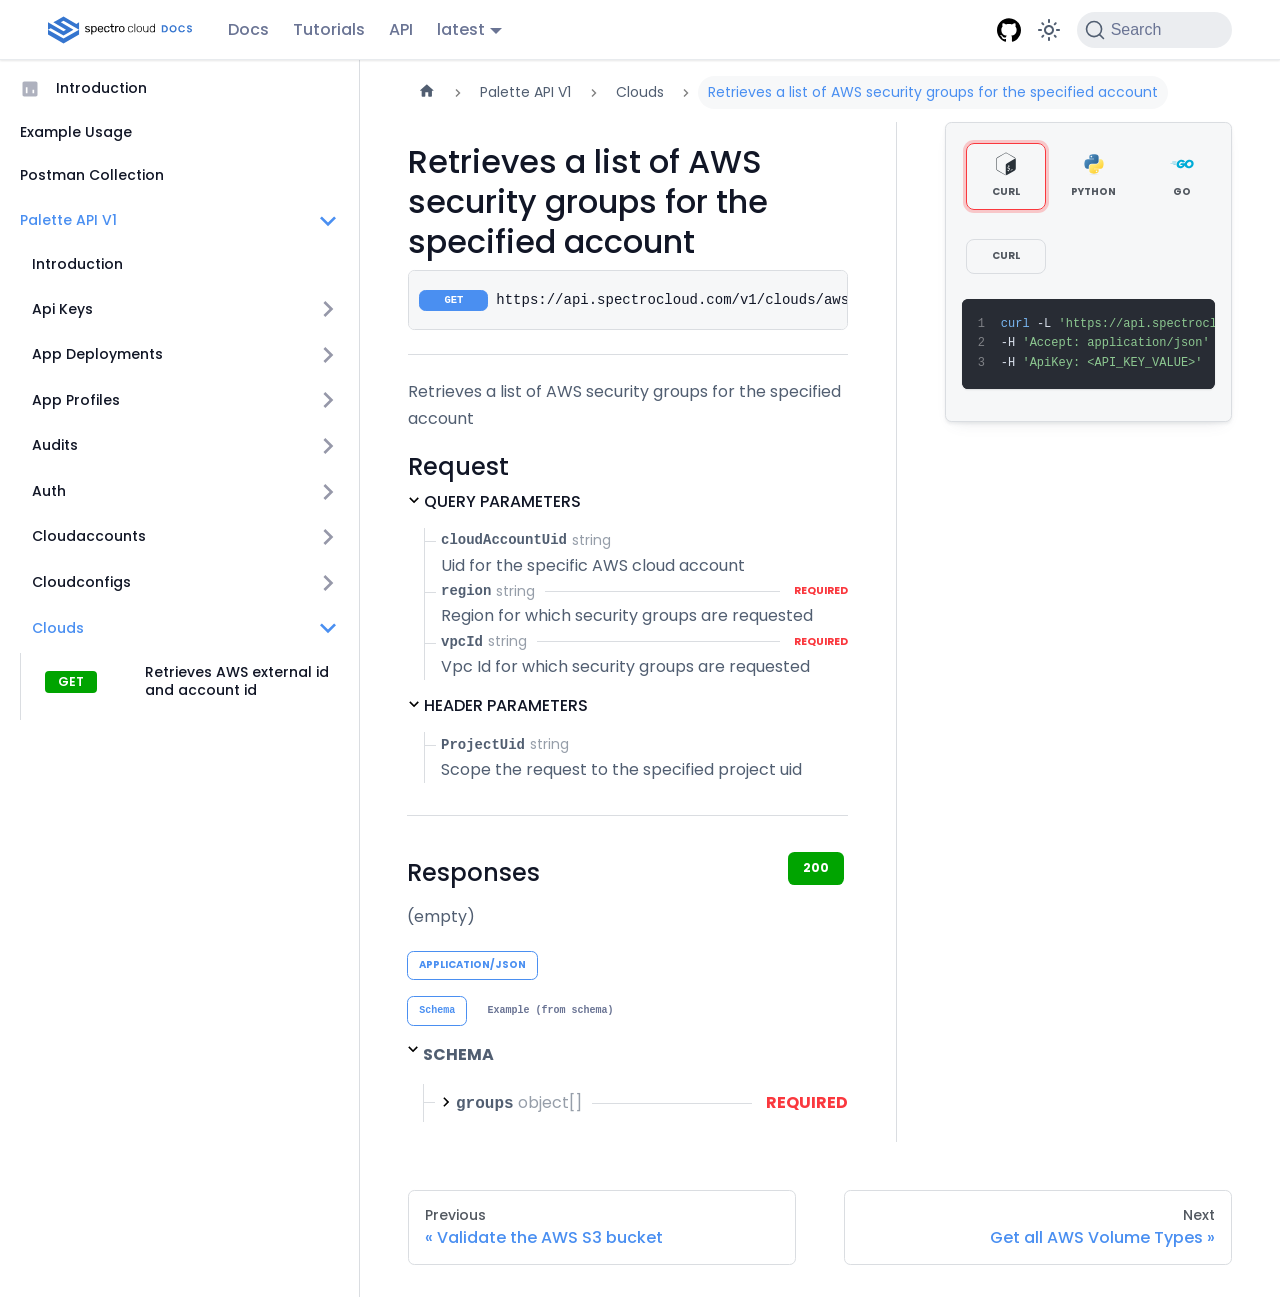 spectro cloud DOCS
Docs
Tutorials
API
latest
Search
Introduction
Example Usage
Postman Collection
Palette API V1
Introduction
Api Keys
App Deployments
App Profiles
Audits
Auth
Cloudaccounts
Cloudconfigs
Clouds
GET
Retrieves AWS external id
and account id
Palette API V1
Clouds
Retrieves a list of AWS security groups for the specified account
Retrieves a list of AWS
security groups for the
specified account
GET https://api.spectrocloud.com/v1/clouds/aws
Retrieves a list of AWS security groups for the specified
account
Request
QUERY PARAMETERS
cloudAccountUid string
Uid for the specific AWS cloud account
region string REQUIRED
Region for which security groups are requested
vpcId string REQUIRED
Vpc Id for which security groups are requested
HEADER PARAMETERS
ProjectUid string
Scope the request to the specified project uid
Responses
200
(empty)
APPLICATION/JSON
Schema
Example (from schema)
SCHEMA
groups object[] REQUIRED
CURL
PYTHON
GO
CURL
1 curl -L 'https://api.spectrocl
2 -H 'Accept: application/json'
3 -H 'ApiKey: <API_KEY_VALUE>'
Previous
« Validate the AWS S3 bucket
Next
Get all AWS Volume Types »